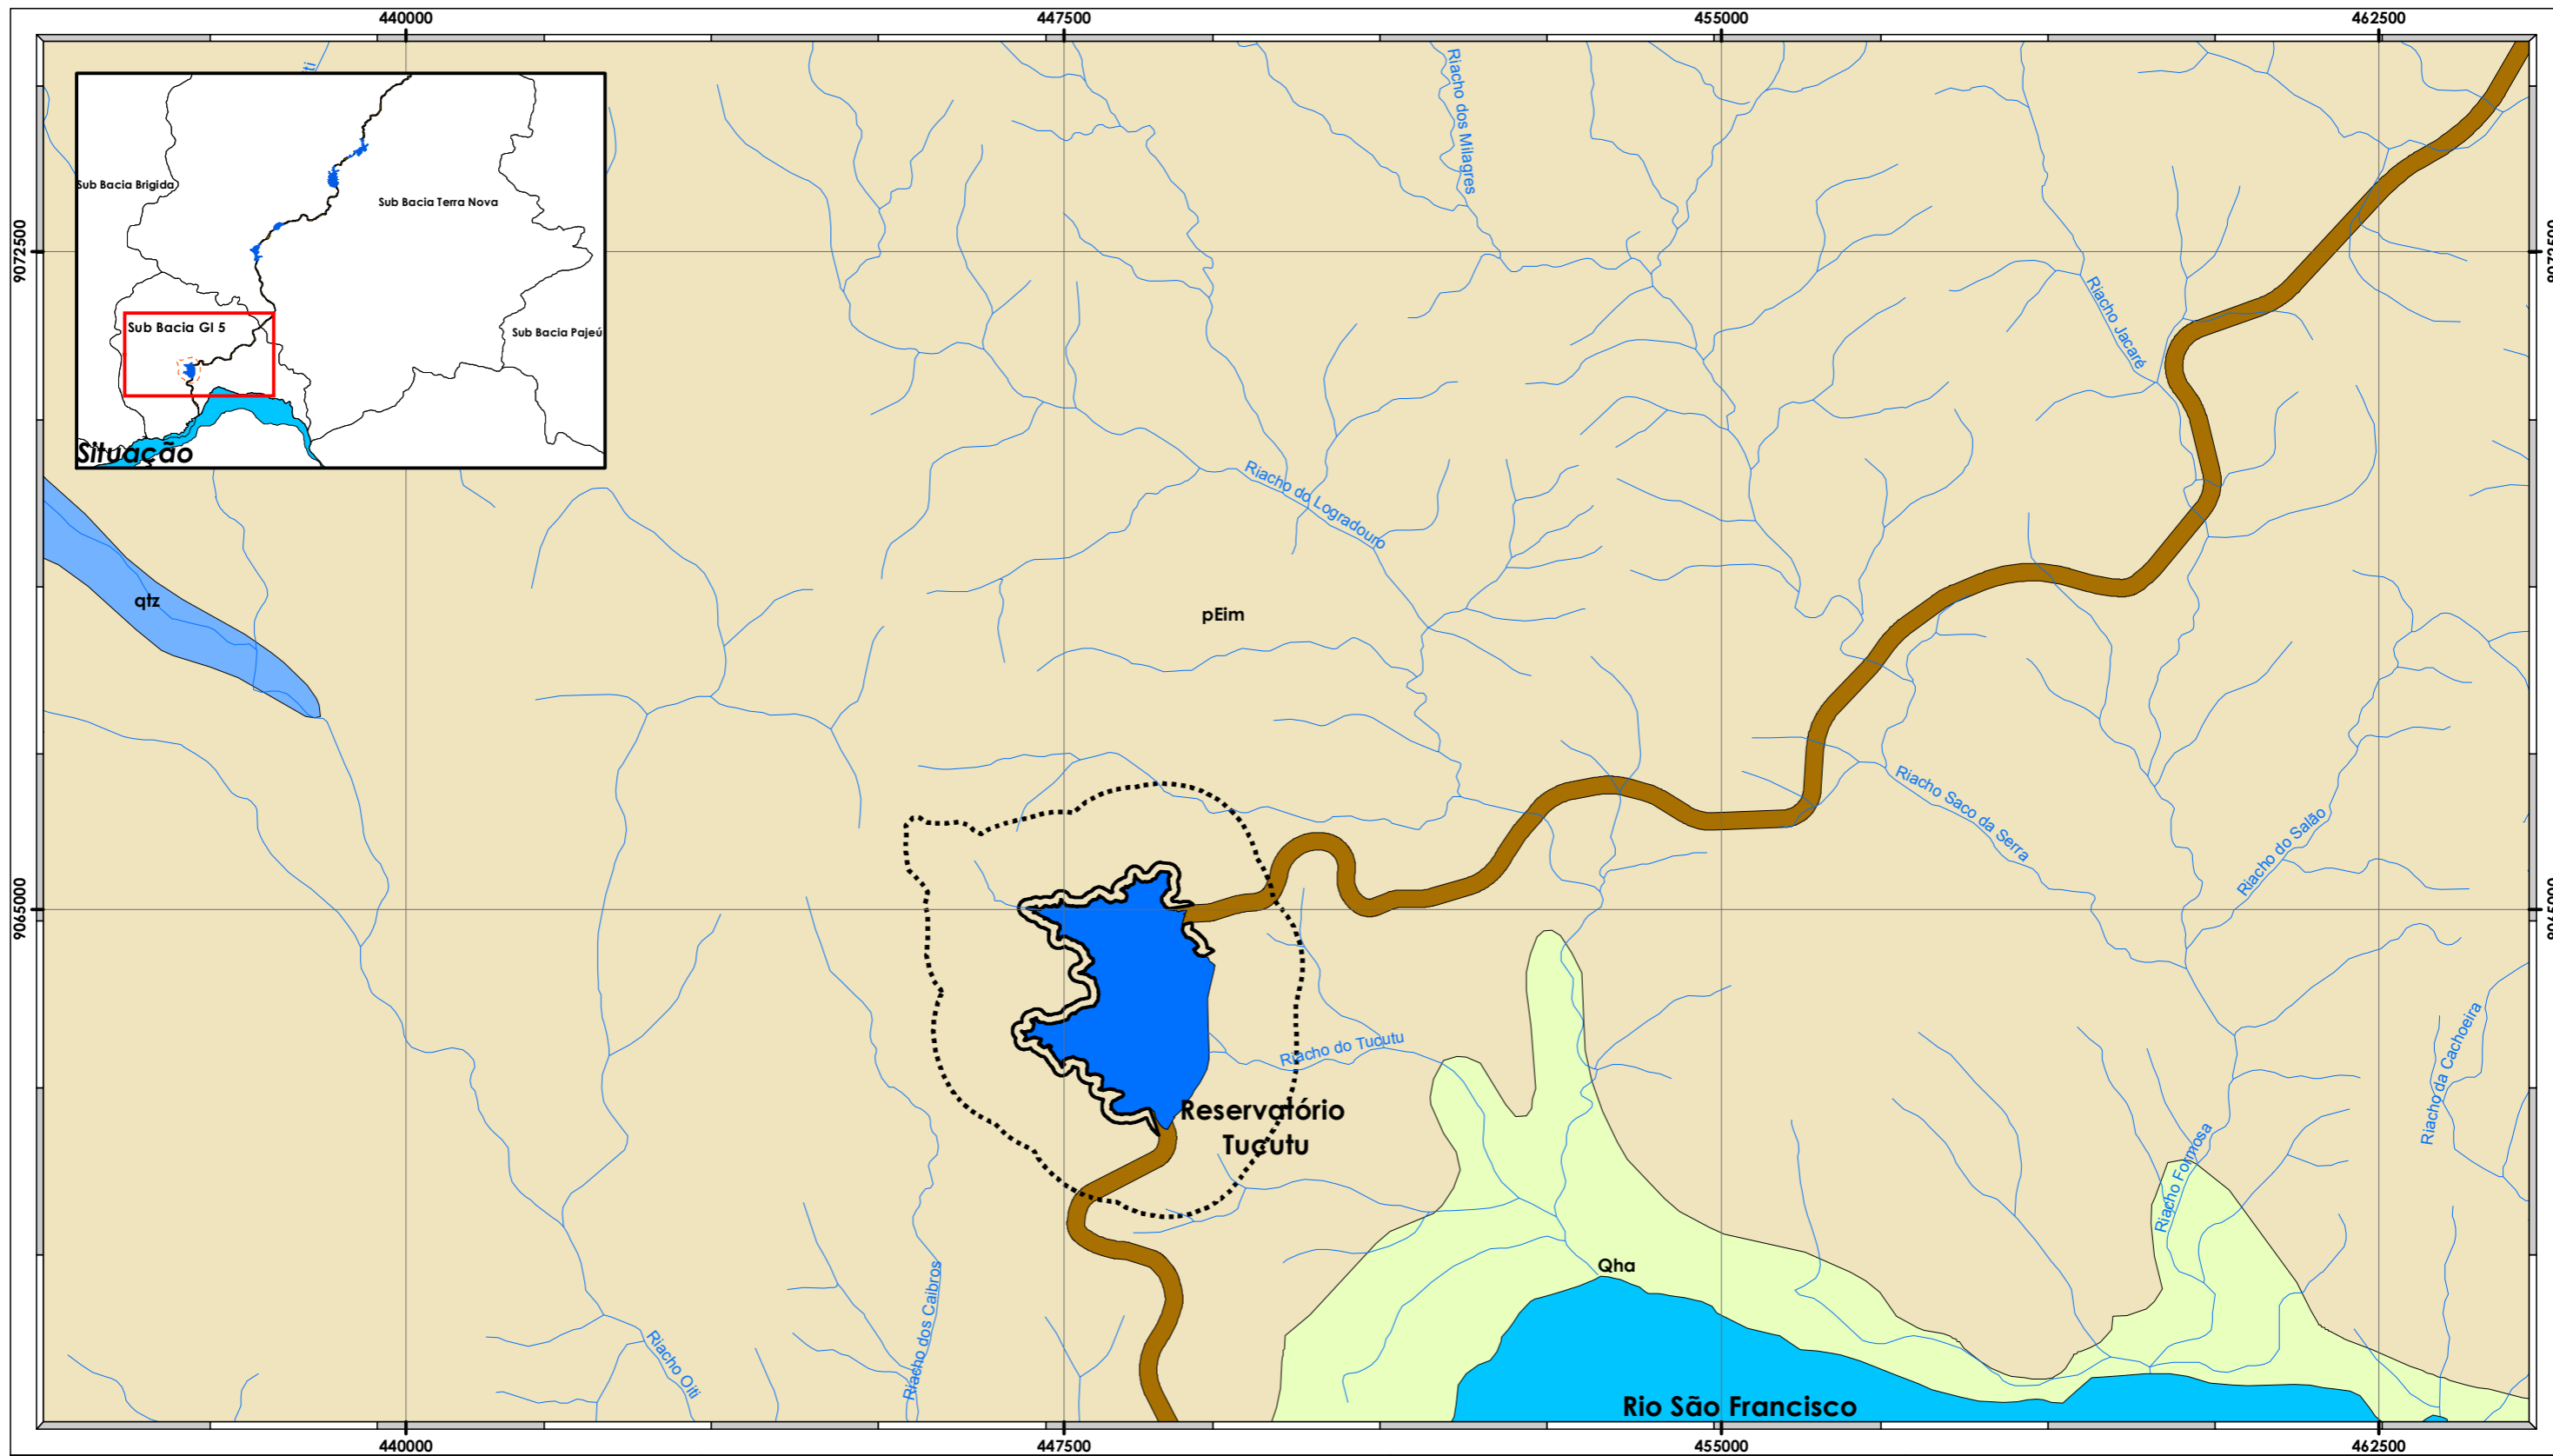 440000
447500
455000
462500
9072500
9072500
ti
Riacho dos Milagres
Sub Bacia Brigida
Sub Bacia Terra Nova
Sub Bacia Pajeú
Sub Bacia GI 5
Situação
Riacho Jacaré
Riacho do Logradouro
qtz
pEim
Riacho Saco da Serra
Riacho do Salão
9065000
9065000
Riacho do Tucutu
Riacho da Cachoeira
Reservatório
Tucutu
Riacho Formosa
Qha
Riacho dos Caibros
Riacho Oiti
Rio São Francisco
440000
447500
455000
462500